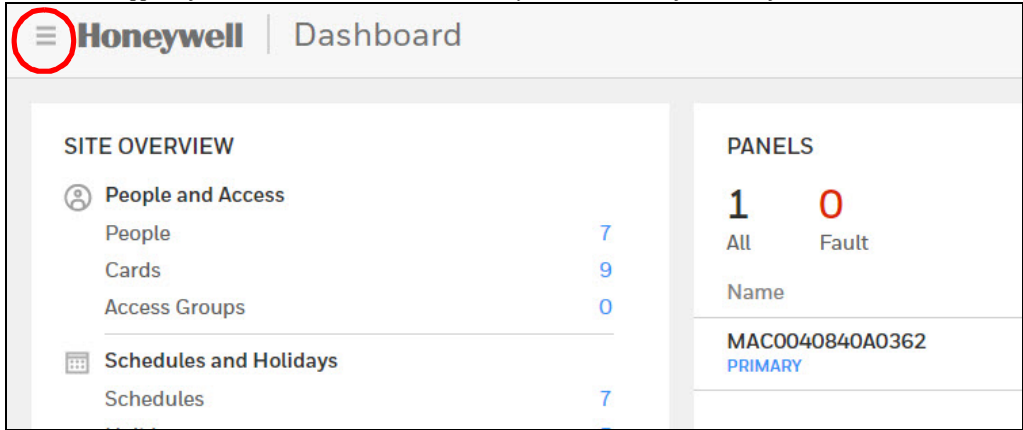 Honeywell | Dashboard
SITE OVERVIEW
People and Access
People 7
Cards 9
Access Groups 0
Schedules and Holidays
Schedules 7
PANELS
1 0
All Fault
Name
MAC0040840A0362
PRIMARY